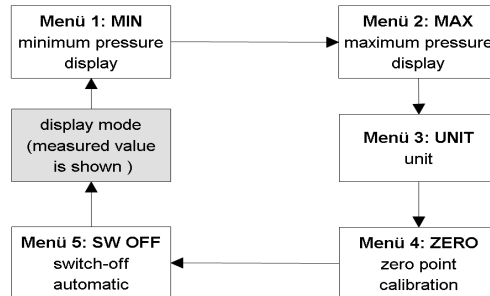 Menü 1: MIN
minimum pressure
display
Menü 2: MAX
maximum pressure
display
display mode
(measured value
is shown )
Menü 3: UNIT
unit
Menü 5: SW OFF
switch-off
automatic
Menü 4: ZERO
zero point
calibration